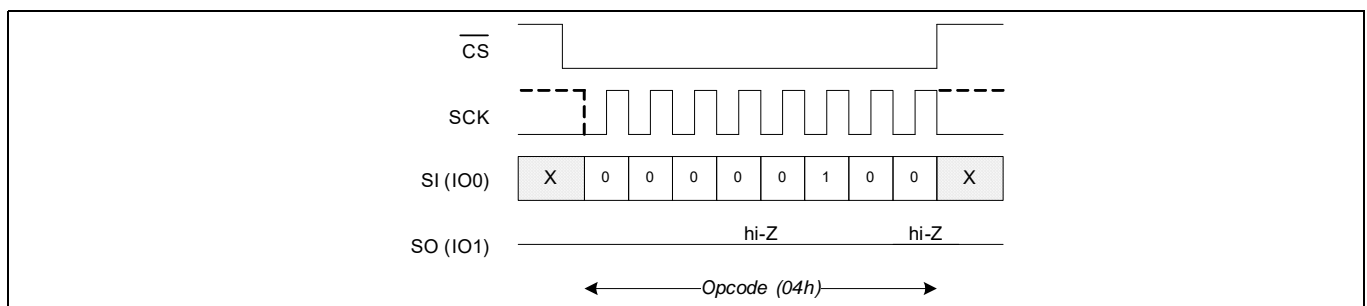 CS
SCK
SI (IO0) X 0 0 0 0 0 1 0 0 X
SO (IO1) hi-Z hi-Z
Opcode (04h)